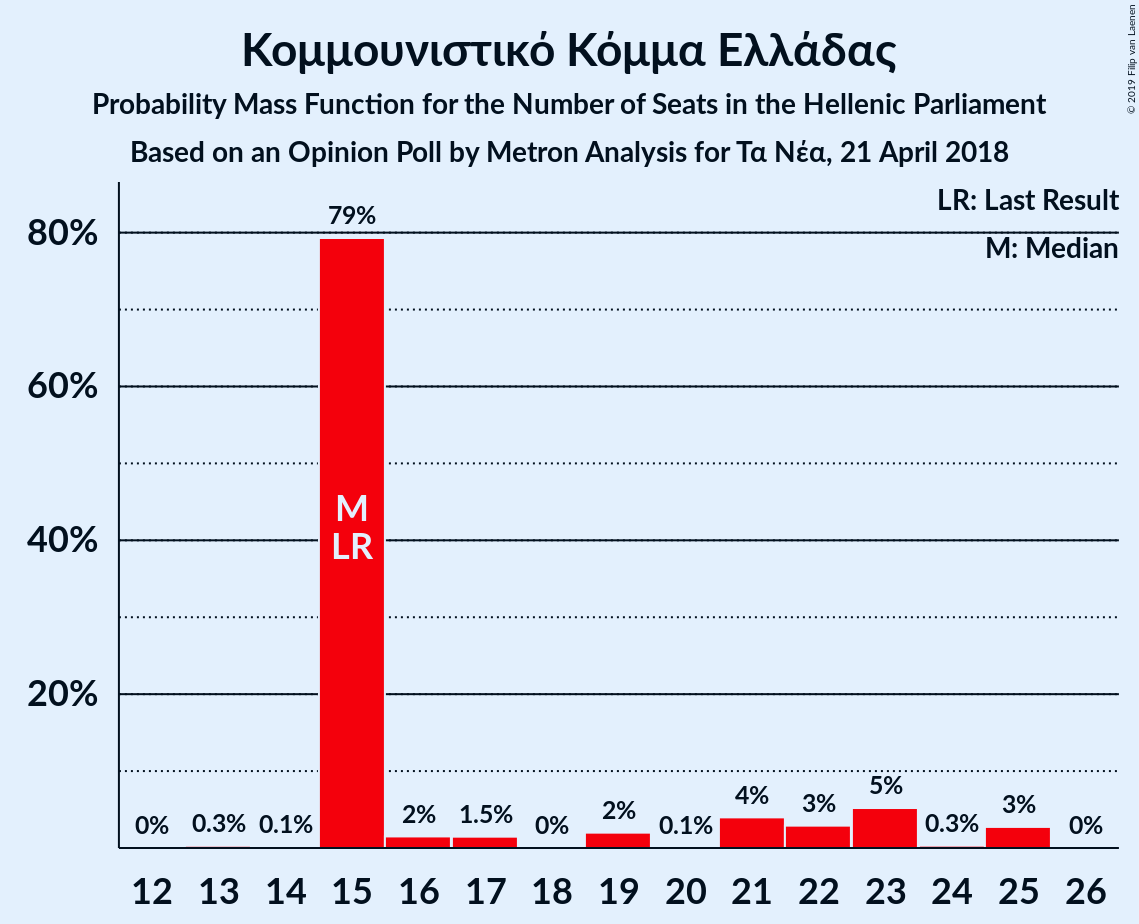 Κομμουνιστικό Κόμμα Ελλάδας
Probability Mass Function for the Number of Seats in the Hellenic Parliament
Based on an Opinion Poll by Metron Analysis for Τα Νέα, 21 April 2018
© 2019 Filip van Laenen
LR: Last Result
M: Median
80%
60%
40%
20%
0%
0.3%
0.1%
79%
M
LR
2%
1.5%
0%
2%
0.1%
4%
3%
5%
0.3%
3%
0%
12 13 14 15 16 17 18 19 20 21 22 23 24 25 26